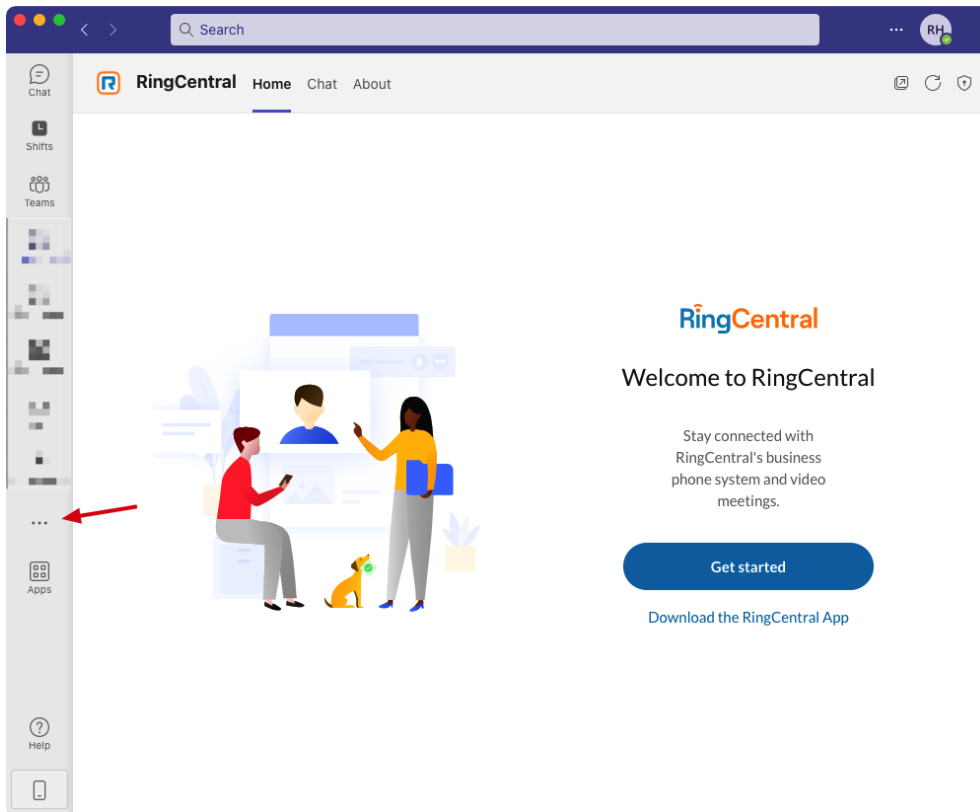 Search
RH
Chat
Shifts
Teams
Apps
Help
RingCentral Home Chat About
RingCentral
Welcome to RingCentral
Stay connected with
RingCentral's business
phone system and video
meetings.
Get started
Download the RingCentral App